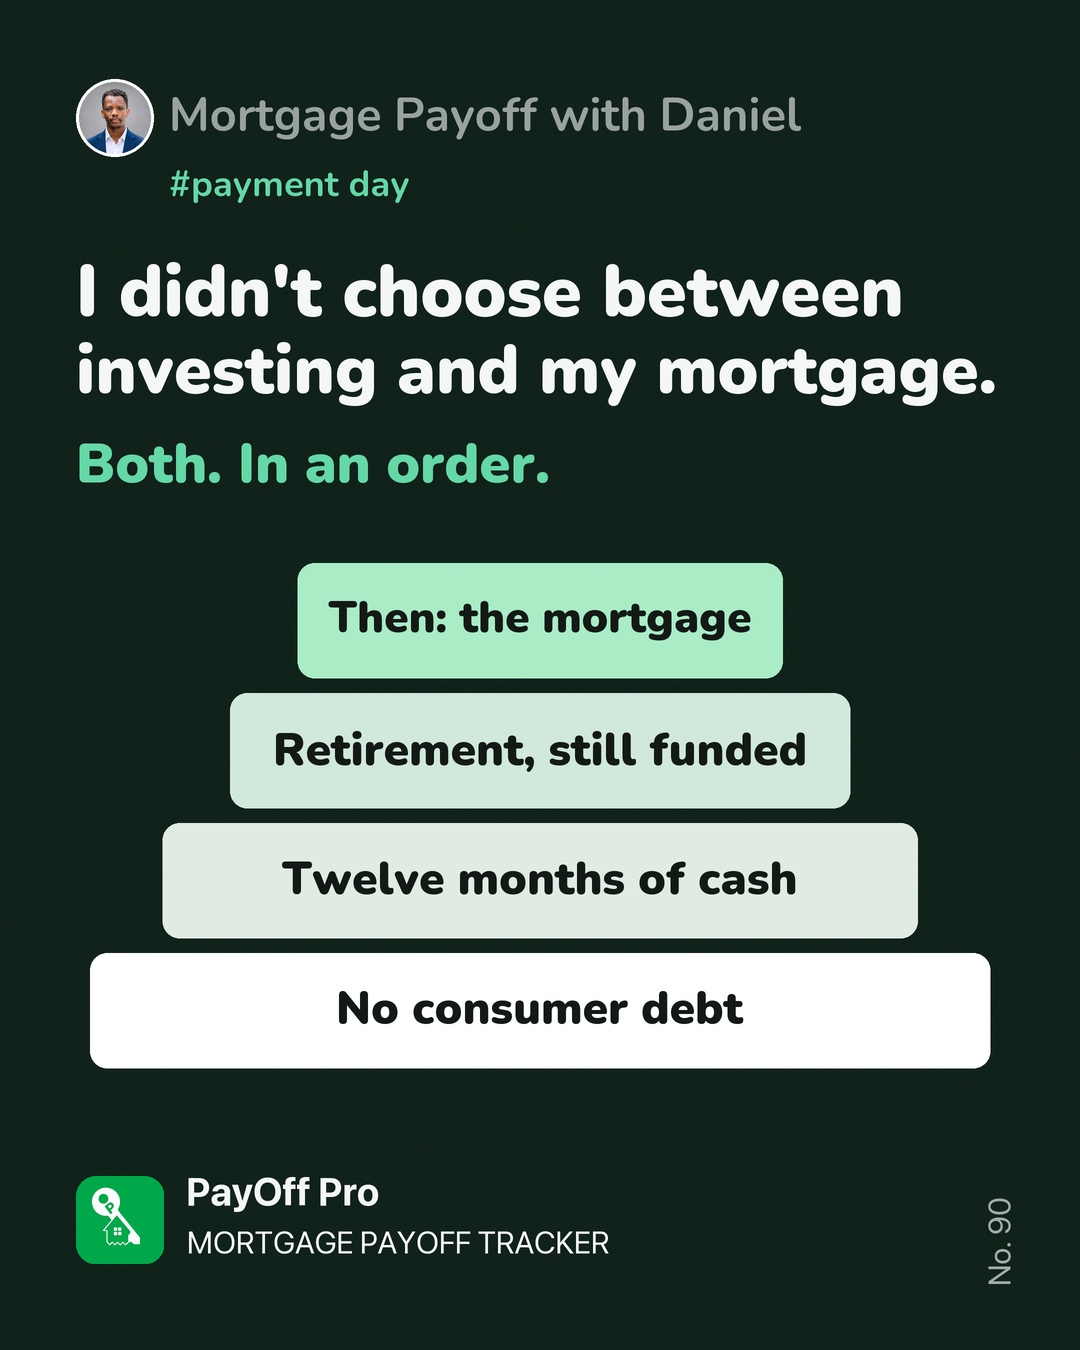 Mortgage Payoff with Daniel
#payment day
I didn't choose between
investing and my mortgage.
Both. In an order.
Then: the mortgage
Retirement, still funded
Twelve months of cash
No consumer debt
PayOff Pro
MORTGAGE PAYOFF TRACKER
No. 90